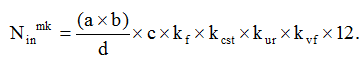 N_in^mk = (a × b)/d × c × k_f × k_cst × k_ur × k_vf × 12.